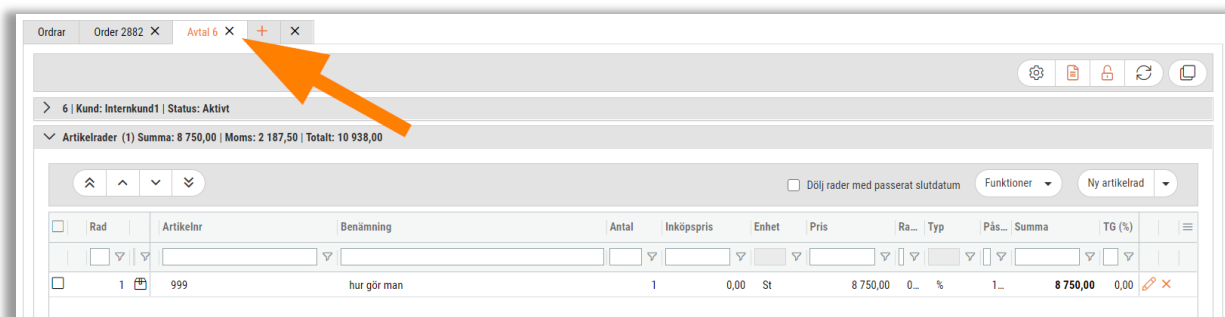 Ordrar Order 2882 Avtal 6
6 | Kund: Internkund1 | Status: Aktivt
Artikelrader (1) Summa: 8 750,00 | Moms: 2 187,50 | Totalt: 10 938,00
Dölj rader med passerat slutdatum Funktioner Ny artikelrad
Rad Artikelnr Benämning Antal Inköpspris Enhet Pris Ra... Typ Pås... Summa TG (%)
1 999 hur gör man 1 0,00 St 8 750,00 0... % 1... 8 750,00 0,00